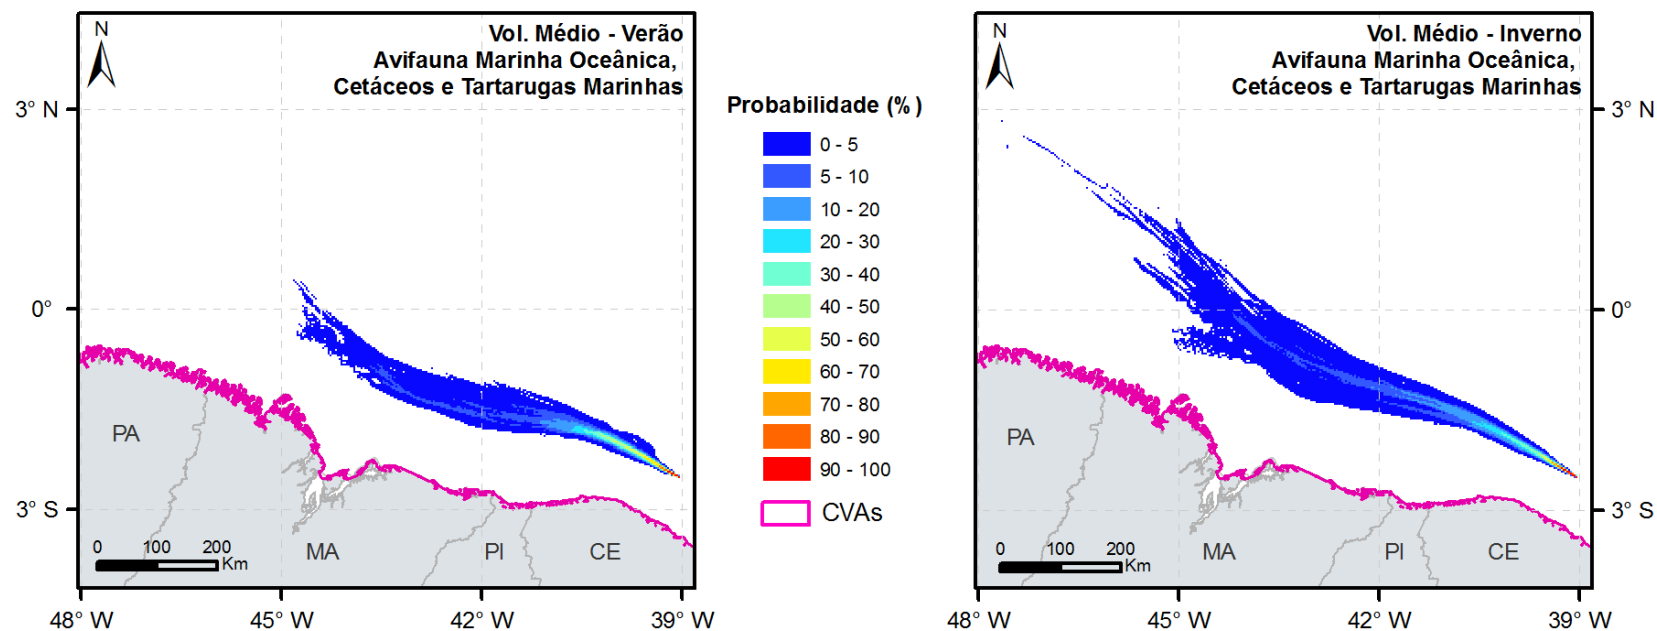 N
Vol. Médio - Verão
Avifauna Marinha Oceânica,
Cetáceos e Tartarugas Marinhas
3° N
0°
3° S
PA
MA
PI
CE
0 100 200
Km
48° W 45° W 42° W 39° W
Probabilidade (%)
0 - 5
5 - 10
10 - 20
20 - 30
30 - 40
40 - 50
50 - 60
60 - 70
70 - 80
80 - 90
90 - 100
CVAs
N
Vol. Médio - Inverno
Avifauna Marinha Oceânica,
Cetáceos e Tartarugas Marinhas
3° N
0°
3° S
PA
MA
PI
CE
0 100 200
Km
48° W 45° W 42° W 39° W